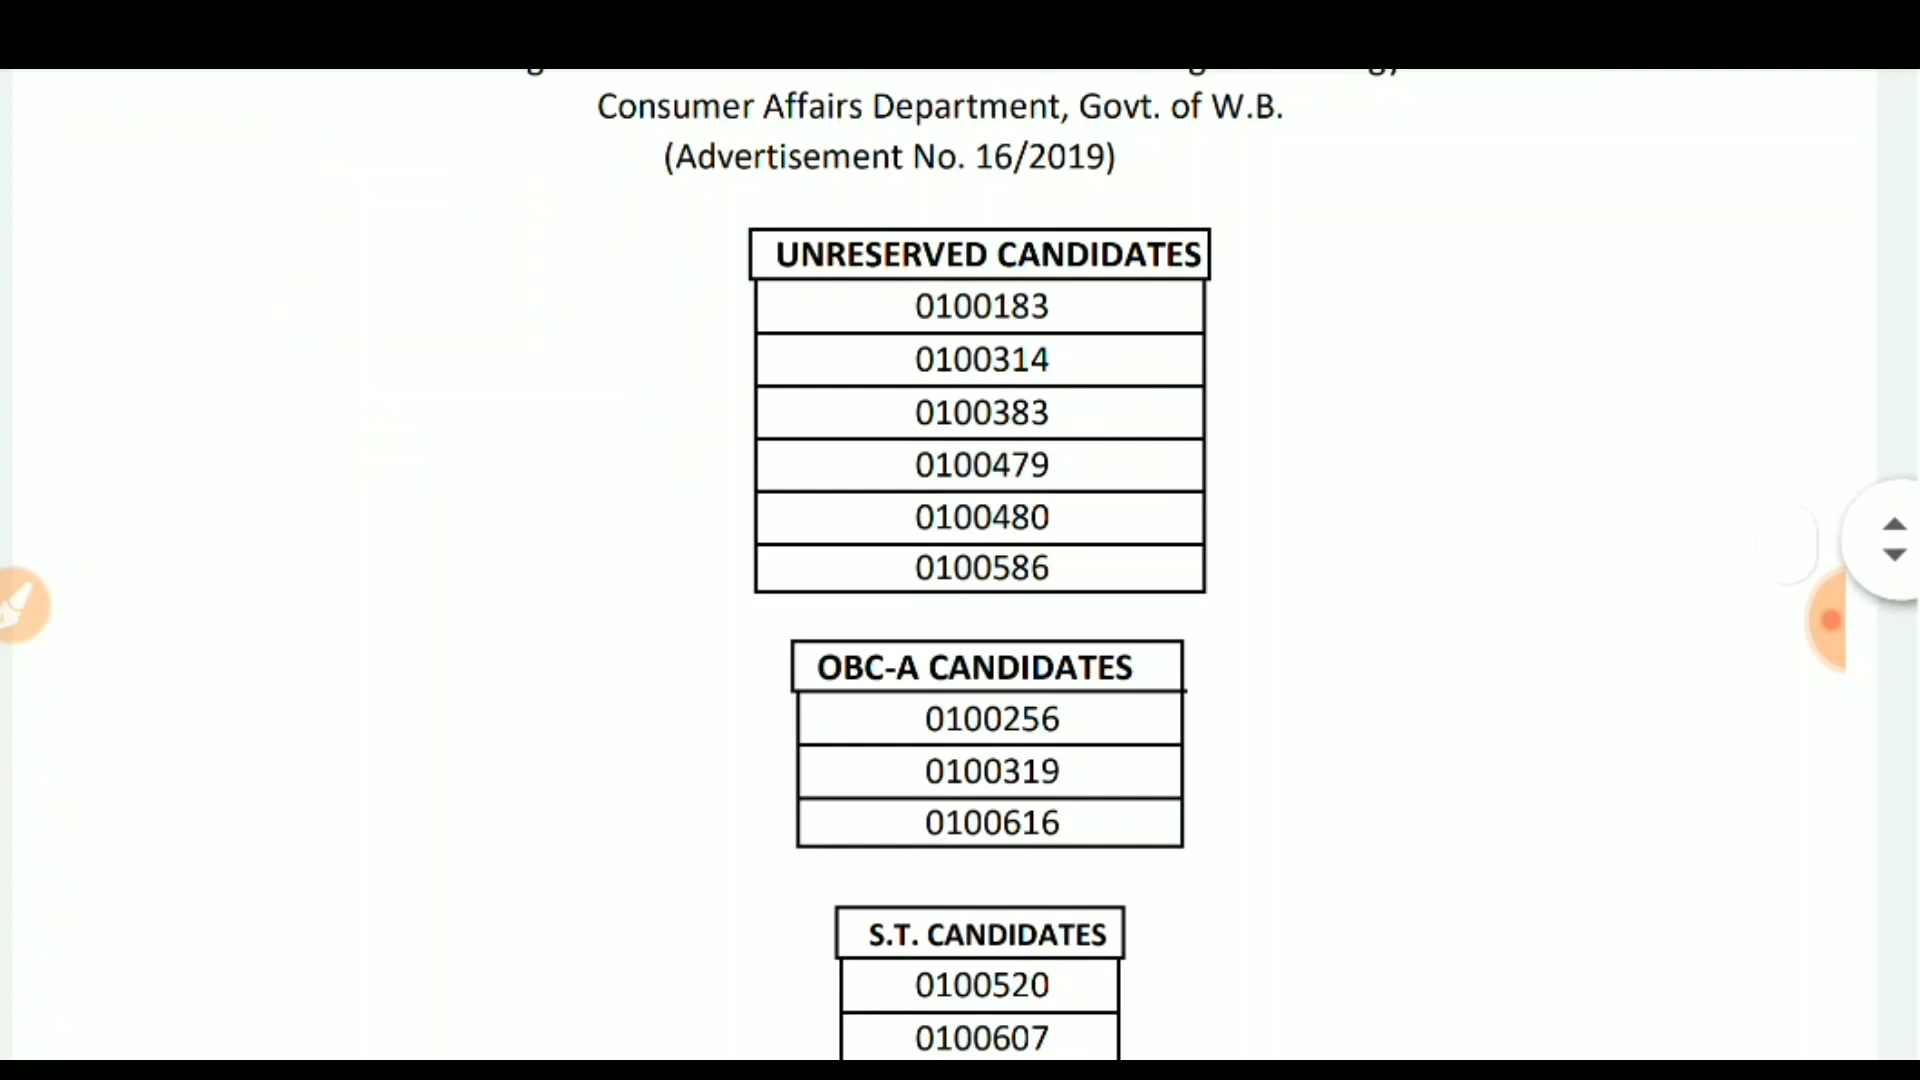 Consumer Affairs Department, Govt. of W.B.
(Advertisement No. 16/2019)
UNRESERVED CANDIDATES
0100183
0100314
0100383
0100479
0100480
0100586
OBC-A CANDIDATES
0100256
0100319
0100616
S.T. CANDIDATES
0100520
0100607